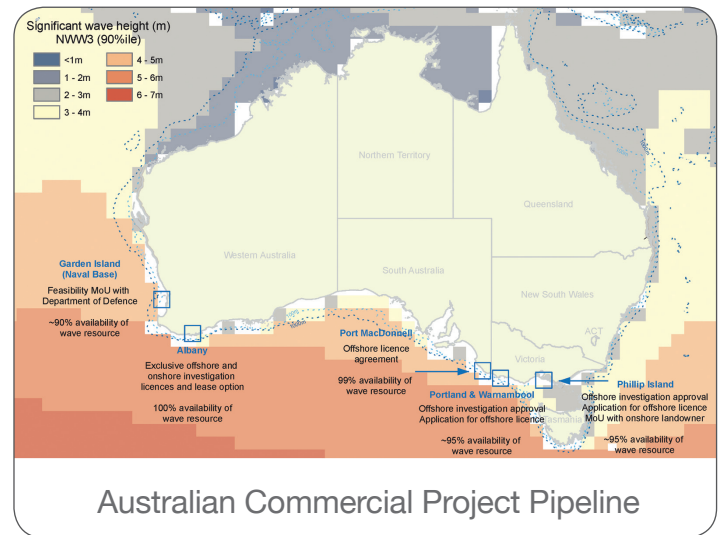 Significant wave height (m)
NWW3 (90%ile)
<1m
1 - 2m
2 - 3m
3 - 4m
4 - 5m
5 - 6m
6 - 7m
Northern Territory
Queensland
Western Australia
South Australia
New South Wales
ACT
Victoria
Tasmania
Garden Island
(Naval Base)
Feasibility MoU with
Department of Defence
~90% availability of
wave resource
Albany
Exclusive offshore and
onshore investigation
licences and lease option
100% availability of
wave resource
Port MacDonnell
Offshore licence
agreement
99% availability of
wave resource
Portland & Warnambool
Offshore investigation approval
Application for offshore licence
~95% availability of
wave resource
Phillip Island
Offshore investigation approval
Application for offshore licence
MoU with onshore landowner
~95% availability of
wave resource
Australian Commercial Project Pipeline